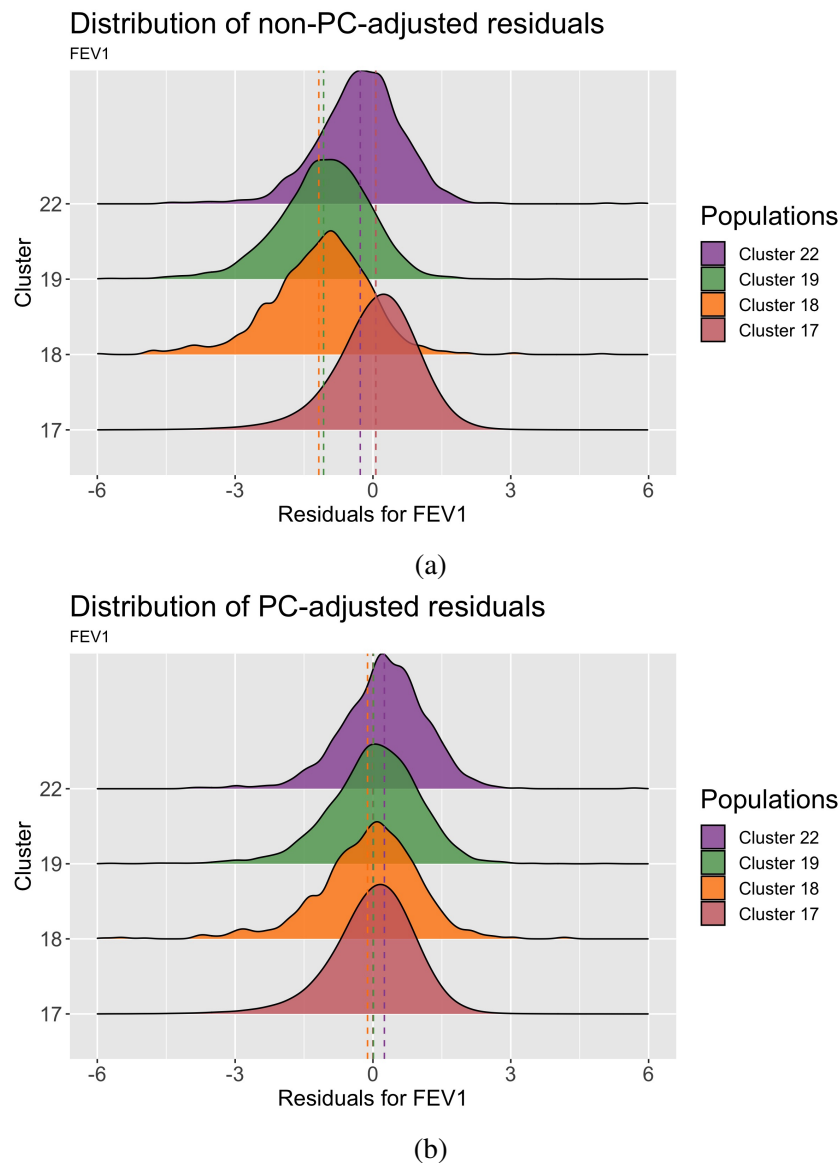 Distribution of non-PC-adjusted residuals
FEV1
Cluster
22
19
18
17
-6 -3 0 3 6
Residuals for FEV1
Populations
Cluster 22
Cluster 19
Cluster 18
Cluster 17
(a)
Distribution of PC-adjusted residuals
FEV1
Cluster
22
19
18
17
-6 -3 0 3 6
Residuals for FEV1
Populations
Cluster 22
Cluster 19
Cluster 18
Cluster 17
(b)